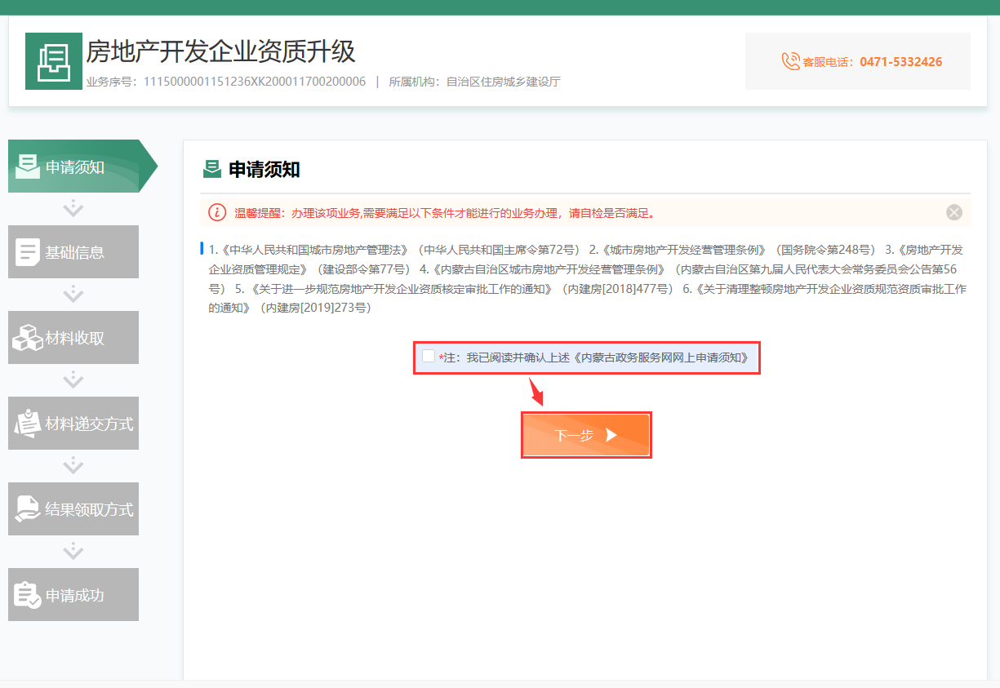 房地产开发企业资质升级
业务序号：1115000001151236XK200011700200006 | 所属机构：自治区住房城乡建设厅
客服电话：0471-5332426
申请须知
基础信息
材料收取
材料递交方式
结果领取方式
申请成功
申请须知
温馨提醒：办理该项业务,需要满足以下条件才能进行的业务办理，请自检是否满足。
1.《中华人民共和国城市房地产管理法》（中华人民共和国主席令第72号） 2.《城市房地产开发经营管理条例》（国务院令第248号） 3.《房地产开发
企业资质管理规定》（建设部令第77号） 4.《内蒙古自治区城市房地产开发经营管理条例》（内蒙古自治区第九届人民代表大会常务委员会公告第56
号） 5. 《关于进一步规范房地产开发企业资质核定审批工作的通知》（内建房[2018]477号） 6.《关于清理整顿房地产开发企业资质规范资质审批工作
的通知》（内建房[2019]273号）
*注：我已阅读并确认上述《内蒙古政务服务网网上申请须知》
下一步